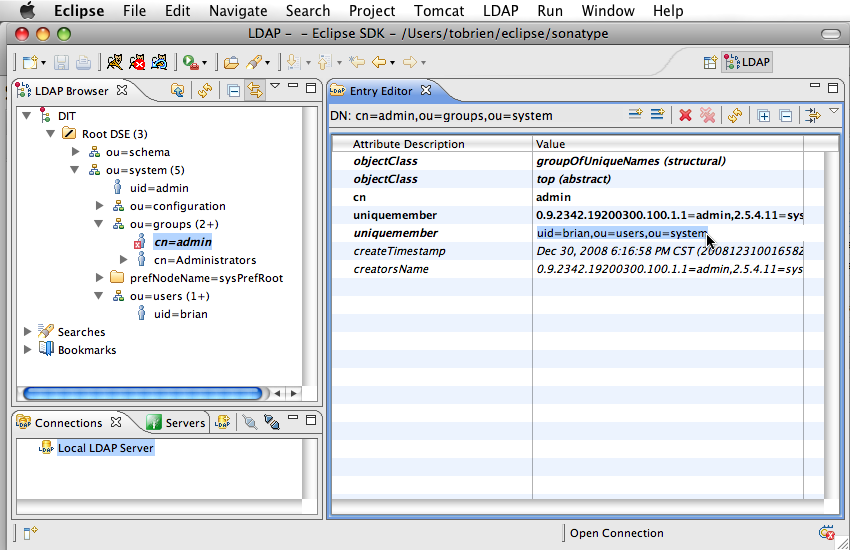 Eclipse File Edit Navigate Search Project Tomcat LDAP Run Window Help
LDAP – – Eclipse SDK – /Users/tobrien/eclipse/sonatype
LDAP
LDAP Browser
DIT
Root DSE (3)
ou=schema
ou=system (5)
uid=admin
ou=configuration
ou=groups (2+)
cn=admin
cn=Administrators
prefNodeName=sysPrefRoot
ou=users (1+)
uid=brian
Searches
Bookmarks
Connections Servers
Local LDAP Server
Entry Editor
DN: cn=admin,ou=groups,ou=system
Attribute Description Value
objectClass groupOfUniqueNames (structural)
objectClass top (abstract)
cn admin
uniquemember 0.9.2342.19200300.100.1.1=admin,2.5.4.11=sys
uniquemember uid=brian,ou=users,ou=system
createTimestamp Dec 30, 2008 6:16:58 PM CST (20081231001658Z
creatorsName 0.9.2342.19200300.100.1.1=admin,2.5.4.11=sys
Open Connection